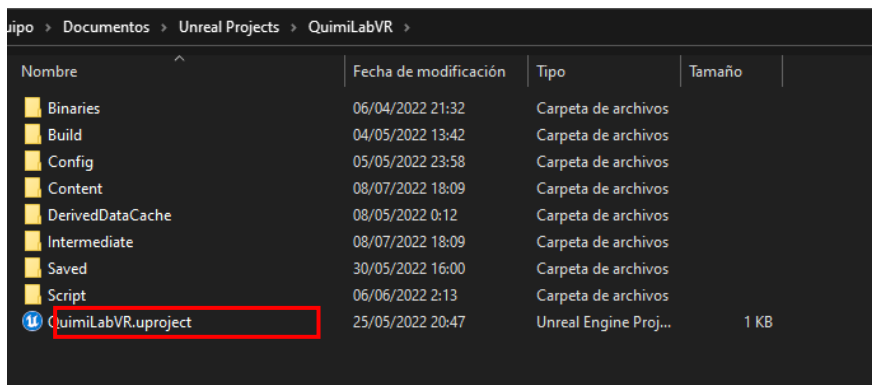 uipo > Documentos > Unreal Projects > QuimiLabVR >
Nombre Fecha de modificación Tipo Tamaño
Binaries 06/04/2022 21:32 Carpeta de archivos
Build 04/05/2022 13:42 Carpeta de archivos
Config 05/05/2022 23:58 Carpeta de archivos
Content 08/07/2022 18:09 Carpeta de archivos
DerivedDataCache 08/05/2022 0:12 Carpeta de archivos
Intermediate 08/07/2022 18:09 Carpeta de archivos
Saved 30/05/2022 16:00 Carpeta de archivos
Script 06/06/2022 2:13 Carpeta de archivos
QuimiLabVR.uproject 25/05/2022 20:47 Unreal Engine Proj... 1 KB